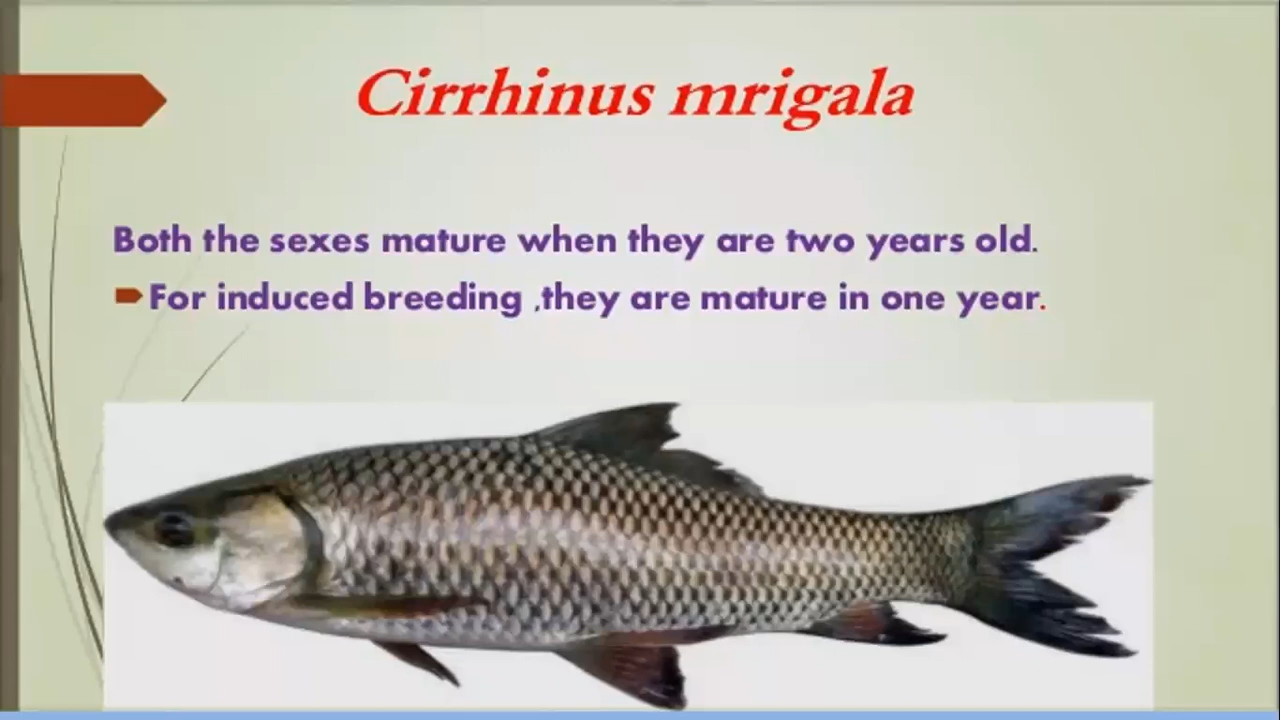 Cirrhinus mrigala
Both the sexes mature when they are two years old.
For induced breeding ,they are mature in one year.